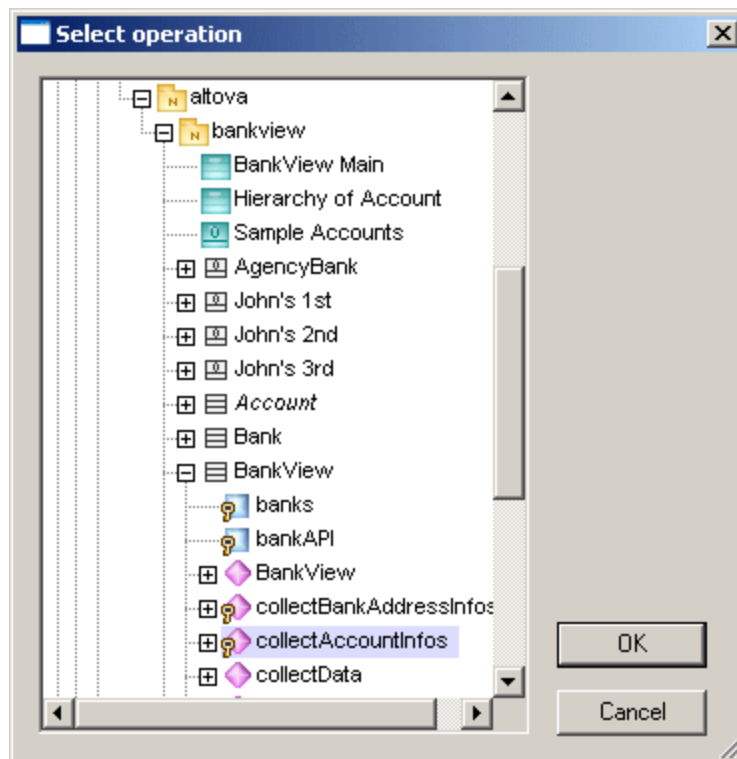 Select operation
altova
bankview
BankView Main
Hierarchy of Account
Sample Accounts
AgencyBank
John's 1st
John's 2nd
John's 3rd
Account
Bank
BankView
banks
bankAPI
BankView
collectBankAddressInfos
collectAccountInfos
OK
collectData
Cancel